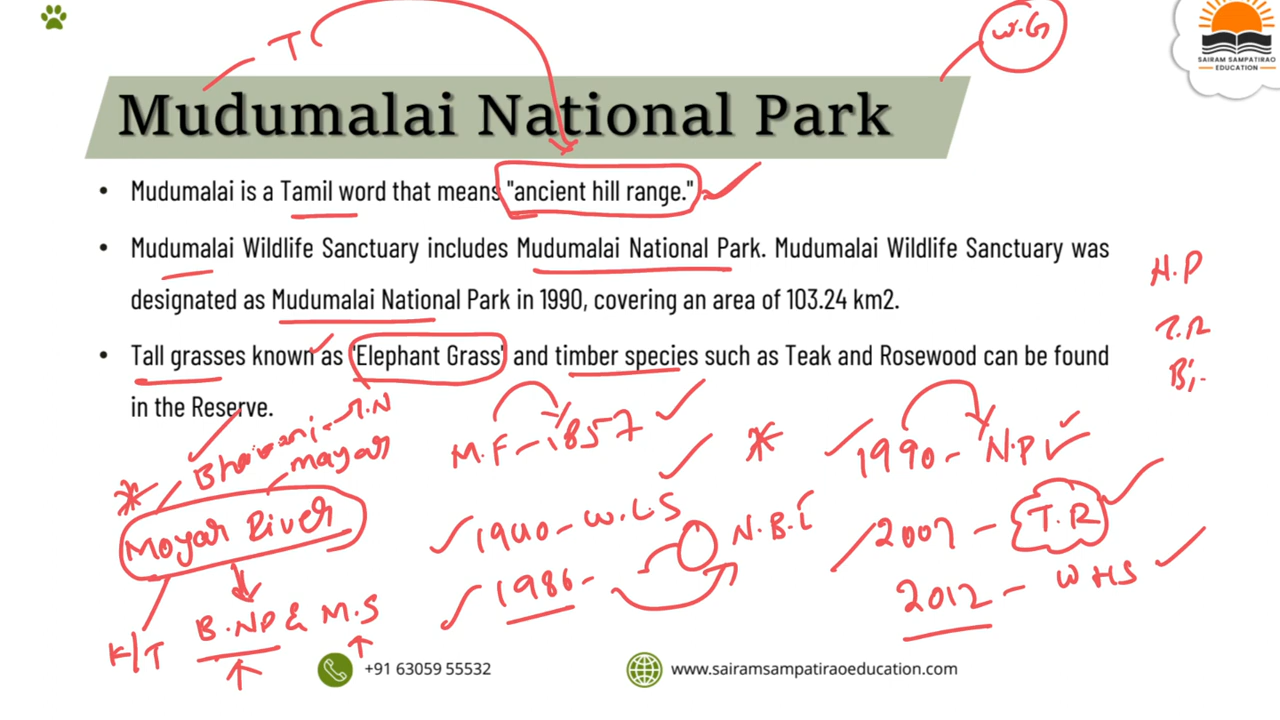 T
W.G
SAIRAM SAMPATIRAO
EDUCATION
Mudumalai National Park
• Mudumalai is a Tamil word that means "ancient hill range."
• Mudumalai Wildlife Sanctuary includes Mudumalai National Park. Mudumalai Wildlife Sanctuary was
designated as Mudumalai National Park in 1990, covering an area of 103.24 km2.
• Tall grasses known as 'Elephant Grass' and timber species such as Teak and Rosewood can be found
in the Reserve.
T.R
M.F - 1857
1990 - N.P
Moyar River
1940 - W.L.S
1986 -
2007 - T.R
2012 - WHS
B.NP & M.S
K/T
+91 63059 55532
www.sairamsampatiraoeducation.com